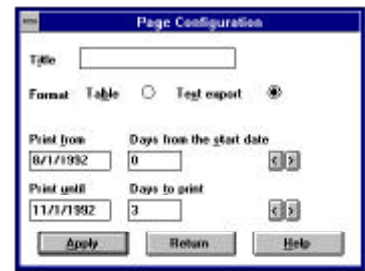 Page Configuration
Title
Format Table Text export
Print from Days from the start date
8/1/1992 0 < >
Print until Days to print
11/1/1992 3 < >
Apply Return Help